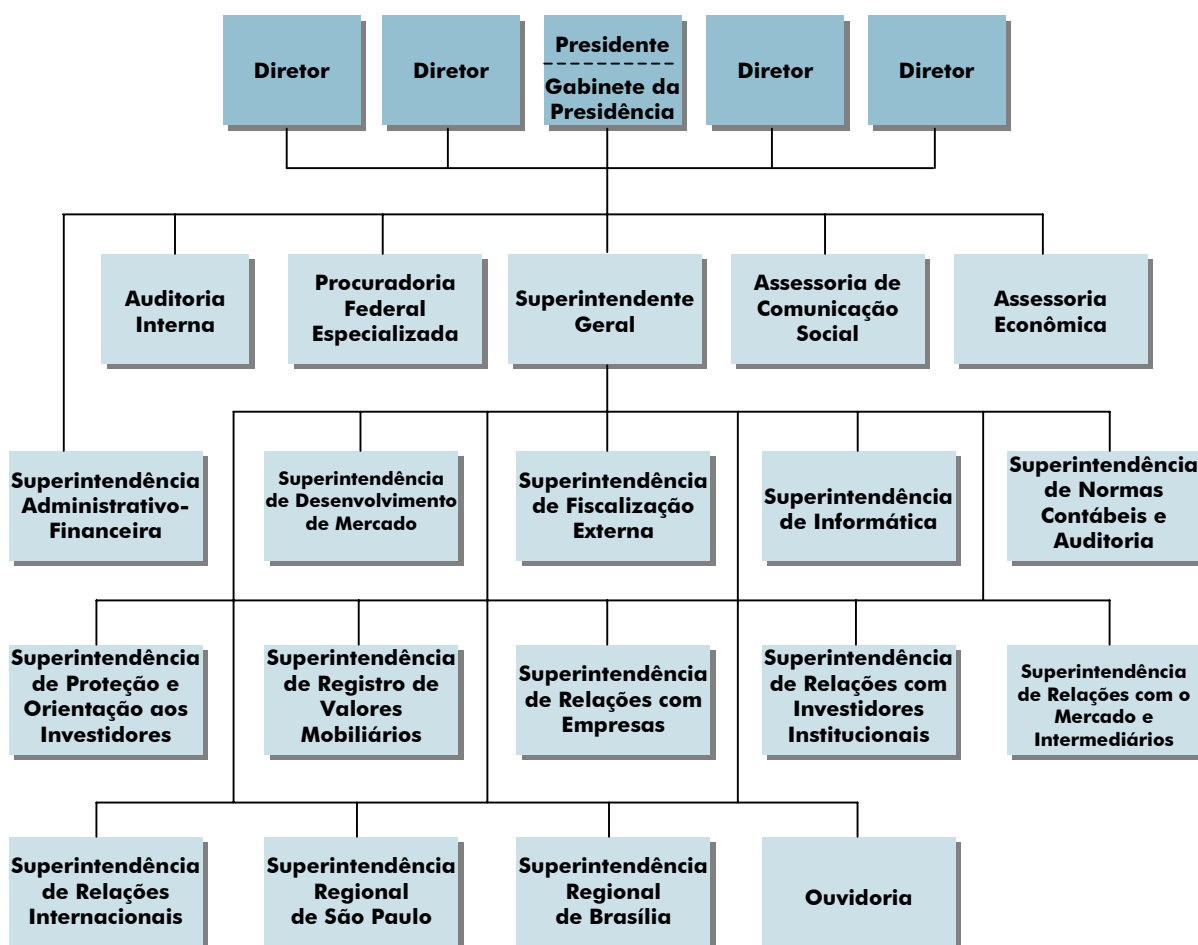 Diretor
Diretor
Presidente
Gabinete da
Presidência
Diretor
Diretor
Auditoria
Interna
Procuradoria
Federal
Especializada
Superintendente
Geral
Assessoria de
Comunicação
Social
Assessoria
Econômica
Superintendência
Administrativo-
Financeira
Superintendência
de Desenvolvimento
de Mercado
Superintendência
de Fiscalização
Externa
Superintendência
de Informática
Superintendência
de Normas
Contábeis e
Auditoria
Superintendência
de Proteção e
Orientação aos
Investidores
Superintendência
de Registro de
Valores
Mobiliários
Superintendência
de Relações com
Empresas
Superintendência
de Relações com
Investidores
Institucionais
Superintendência
de Relações com o
Mercado e
Intermediários
Superintendência
de Relações
Internacionais
Superintendência
Regional
de São Paulo
Superintendência
Regional
de Brasília
Ouvidoria